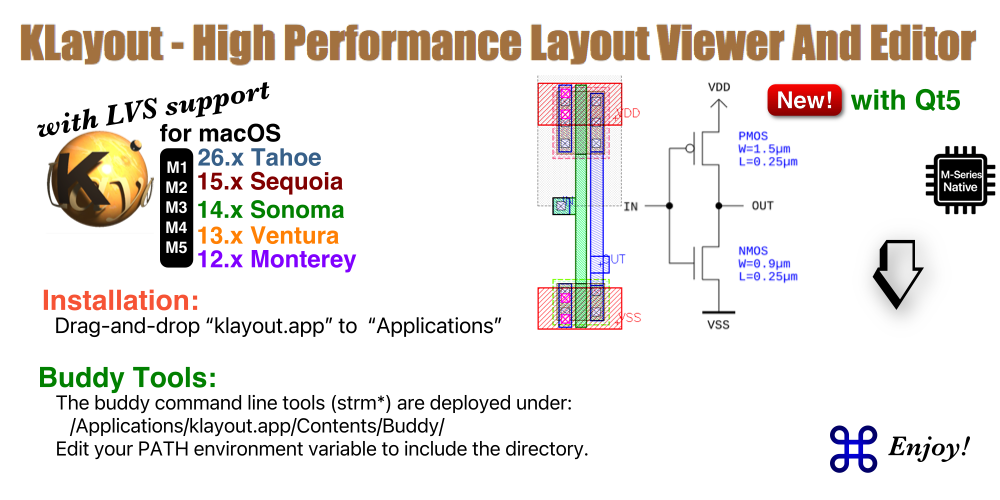 KLayout - High Performance Layout Viewer And Editor
with LVS support
for macOS
M1
M2
M3
M4
M5
26.x Tahoe
15.x Sequoia
14.x Sonoma
13.x Ventura
12.x Monterey
Installation:
Drag-and-drop “klayout.app” to “Applications”
Buddy Tools:
The buddy command line tools (strm*) are deployed under:
/Applications/klayout.app/Contents/Buddy/
Edit your PATH environment variable to include the directory.
VDD
OUT
VSS
VDD
PMOS
W=1.5µm
L=0.25µm
IN
OUT
NMOS
W=0.9µm
L=0.25µm
VSS
New! with Qt5
M-Series
Native
Enjoy!